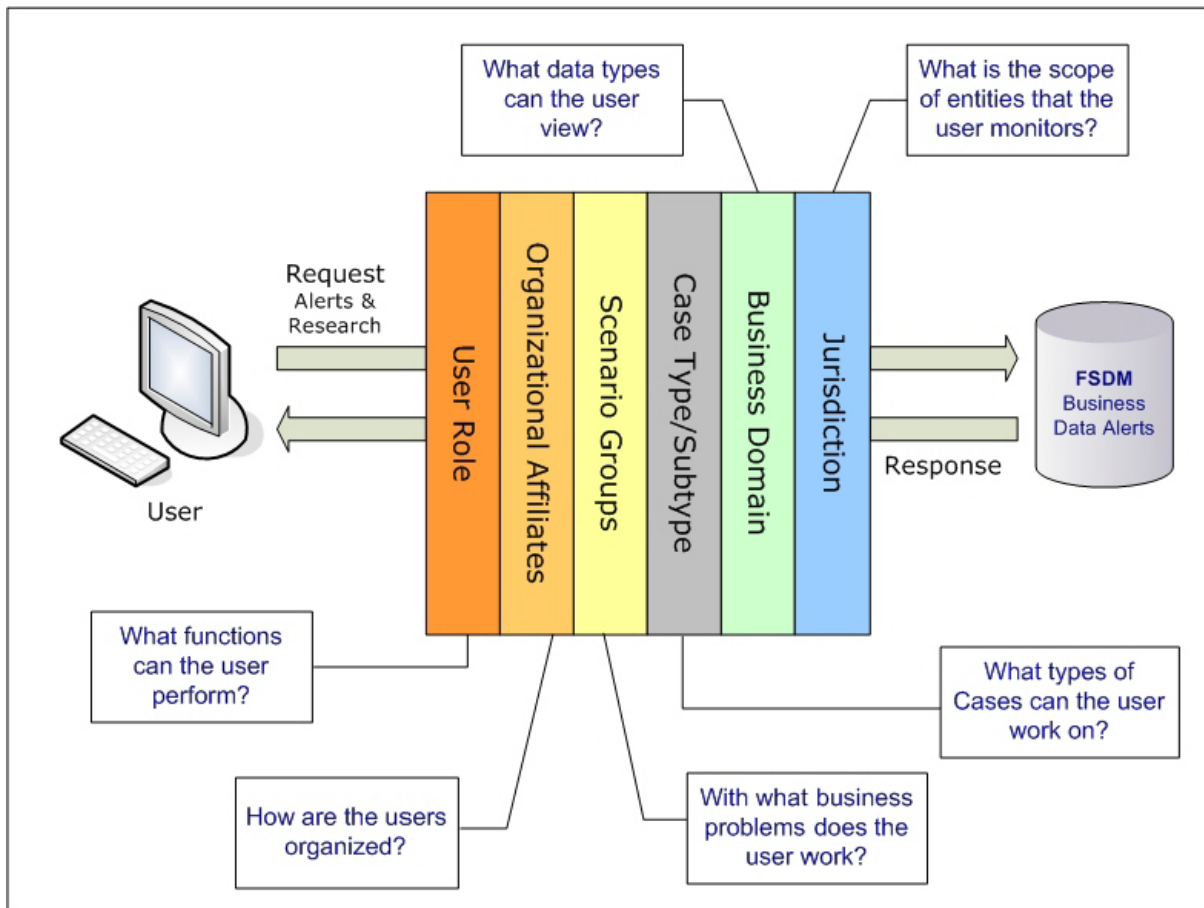 What data types
can the user
view?
What is the scope
of entities that the
user monitors?
Request
Alerts &
Research
User Role
Organizational Affiliates
Scenario Groups
Case Type/Subtype
Business Domain
Jurisdiction
FSDM
Business
Data Alerts
Response
User
What functions
can the user
perform?
What types of
Cases can the user
work on?
How are the users
organized?
With what business
problems does the
user work?